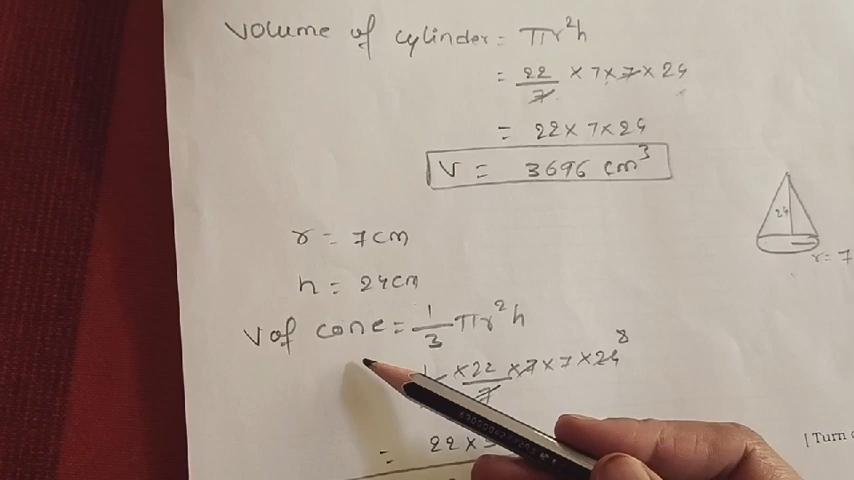 Volume of cylinder = πr²h
= 22/7 × 7 × 7 × 24
= 22 × 7 × 24
V = 3696 cm³
24
r = 7
r = 7cm
h = 24cm
V of cone = 1/3 πr²h
× 22/7 × 7 × 7 × 24 8
= 22 ×
[Turn